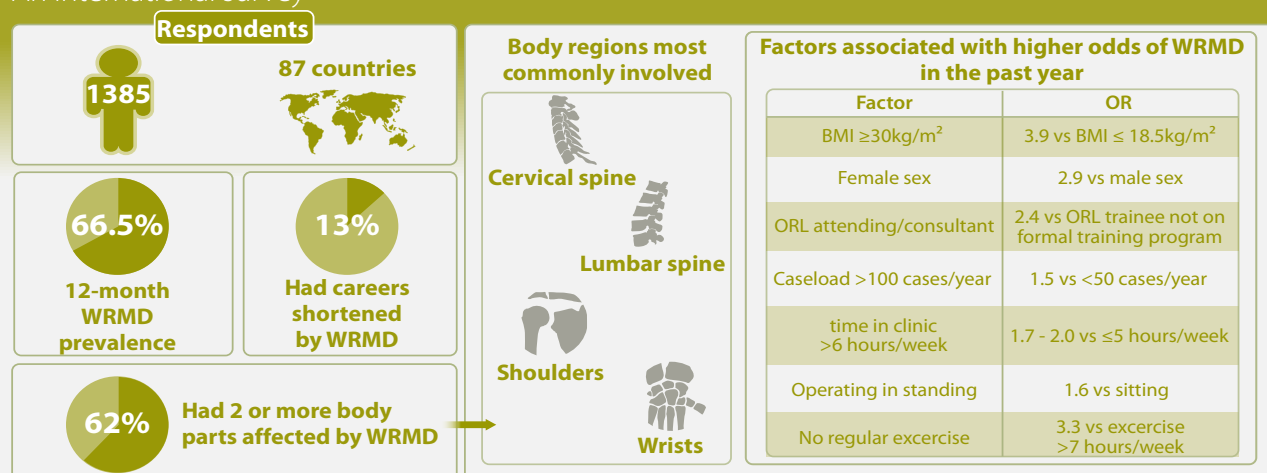 An international survey
Respondents
1385
87 countries
66.5%
12-month
WRMD
prevalence
13%
Had careers
shortened
by WRMD
62%
Had 2 or more body
parts affected by WRMD
Body regions most
commonly involved
Cervical spine
Lumbar spine
Shoulders
Wrists
Factors associated with higher odds of WRMD
in the past year
Factor OR
BMI ≥30kg/m² 3.9 vs BMI ≤ 18.5kg/m²
Female sex 2.9 vs male sex
ORL attending/consultant 2.4 vs ORL trainee not on
formal training program
Caseload >100 cases/year 1.5 vs <50 cases/year
time in clinic
>6 hours/week 1.7 - 2.0 vs ≤5 hours/week
Operating in standing 1.6 vs sitting
No regular excercise 3.3 vs excercise
>7 hours/week